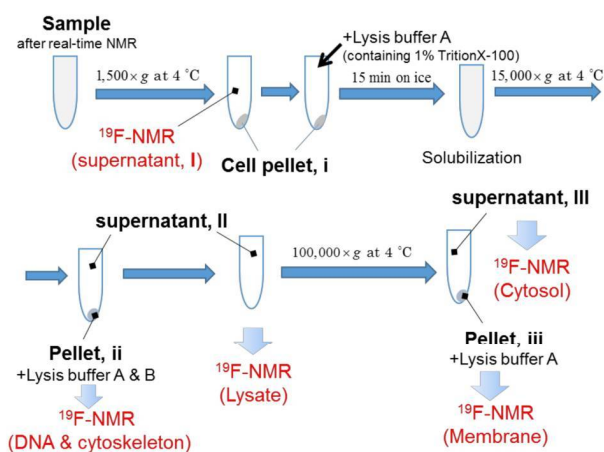 Sample
after real-time NMR
1,500×g at 4 °C
+Lysis buffer A
(containing 1% TritionX-100)
15 min on ice
15,000×g at 4 °C
19F-NMR
(supernatant, I)
Cell pellet, i
Solubilization
supernatant, II
100,000×g at 4 °C
supernatant, III
19F-NMR
(Cytosol)
Pellet, ii
+Lysis buffer A & B
19F-NMR
(DNA & cytoskeleton)
19F-NMR
(Lysate)
Pellet, iii
+Lysis buffer A
19F-NMR
(Membrane)